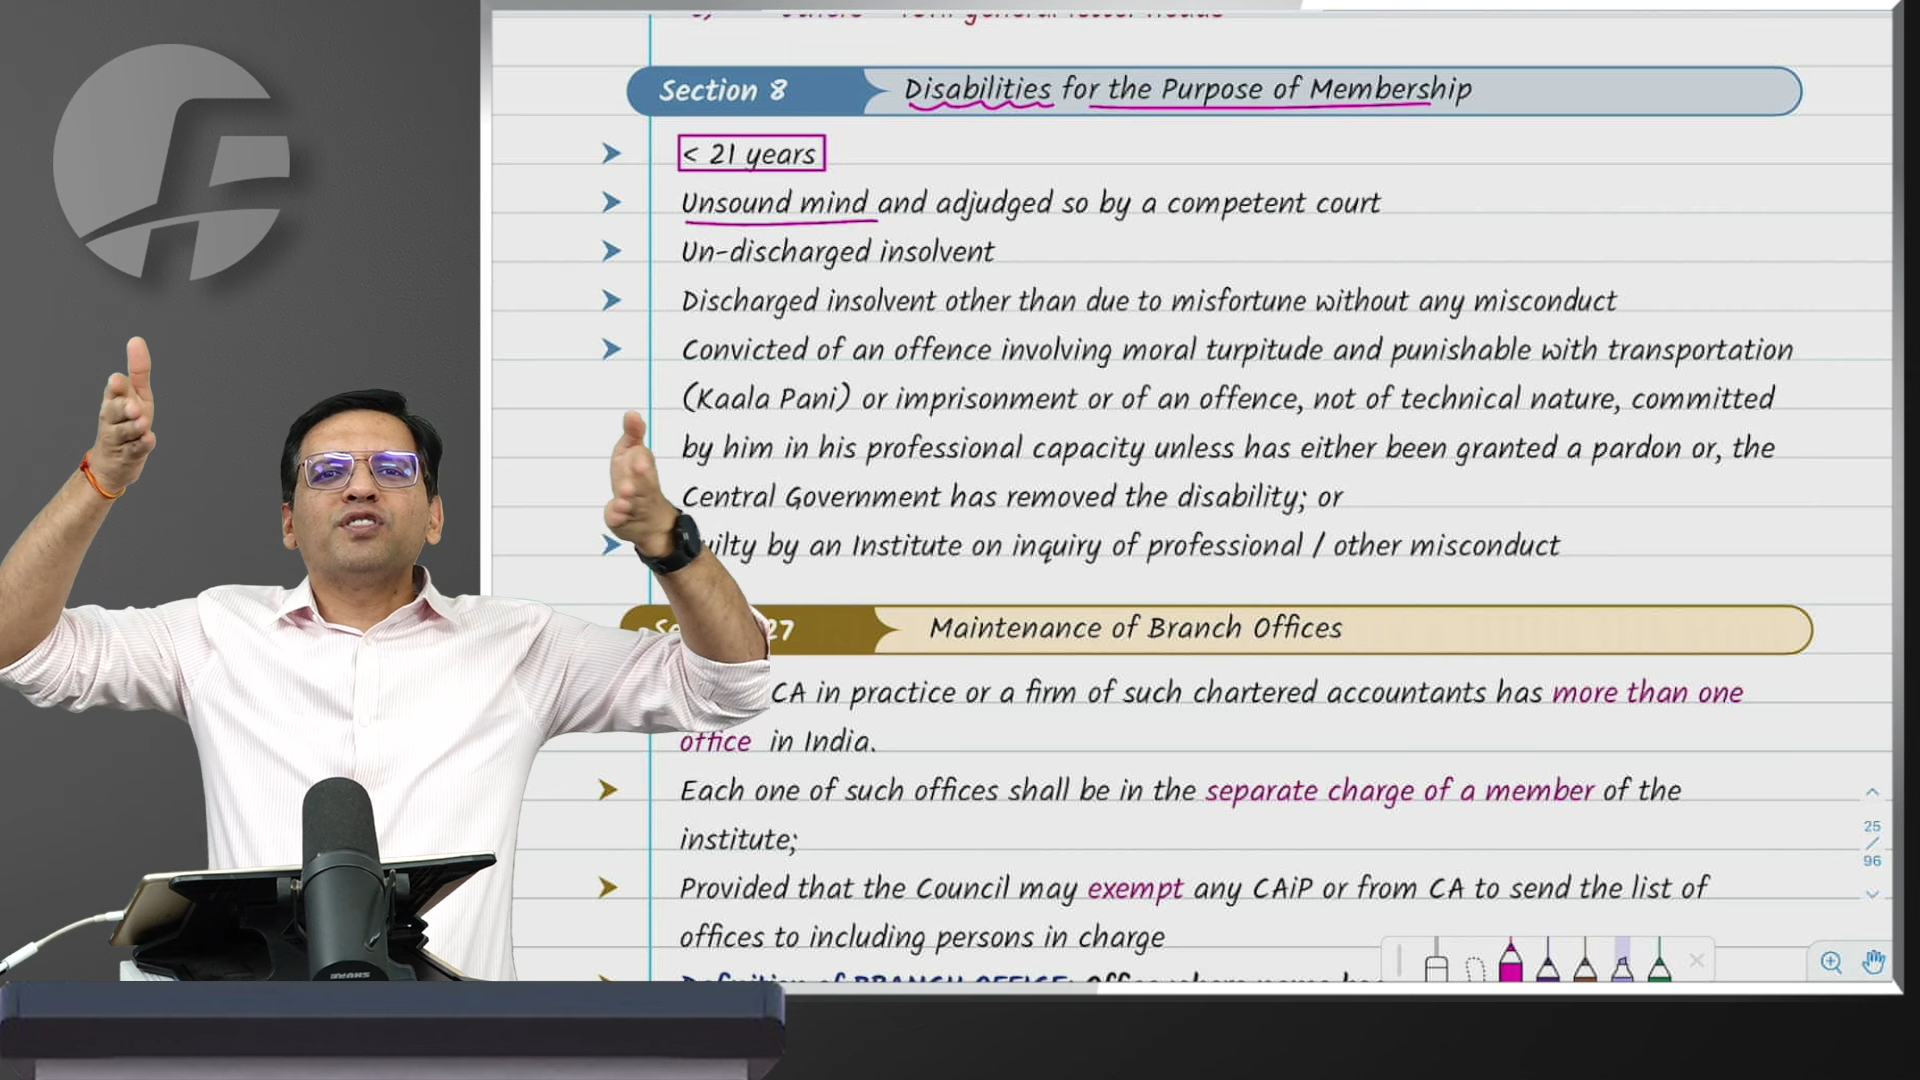 Section 8 Disabilities for the Purpose of Membership
< 21 years
Unsound mind and adjudged so by a competent court
Un-discharged insolvent
Discharged insolvent other than due to misfortune without any misconduct
Convicted of an offence involving moral turpitude and punishable with transportation
(Kaala Pani) or imprisonment or of an offence, not of technical nature, committed
by him in his professional capacity unless has either been granted a pardon or, the
Central Government has removed the disability; or
by an Institute on inquiry of professional / other misconduct
27 Maintenance of Branch Offices
CA in practice or a firm of such chartered accountants has more than one
office in India.
Each one of such offices shall be in the separate charge of a member of the
institute;
Provided that the Council may exempt any CAiP or from CA to send the list of
offices to including persons in charge
Definition of BRANCH OFFICE:
25
/
96
SHURE